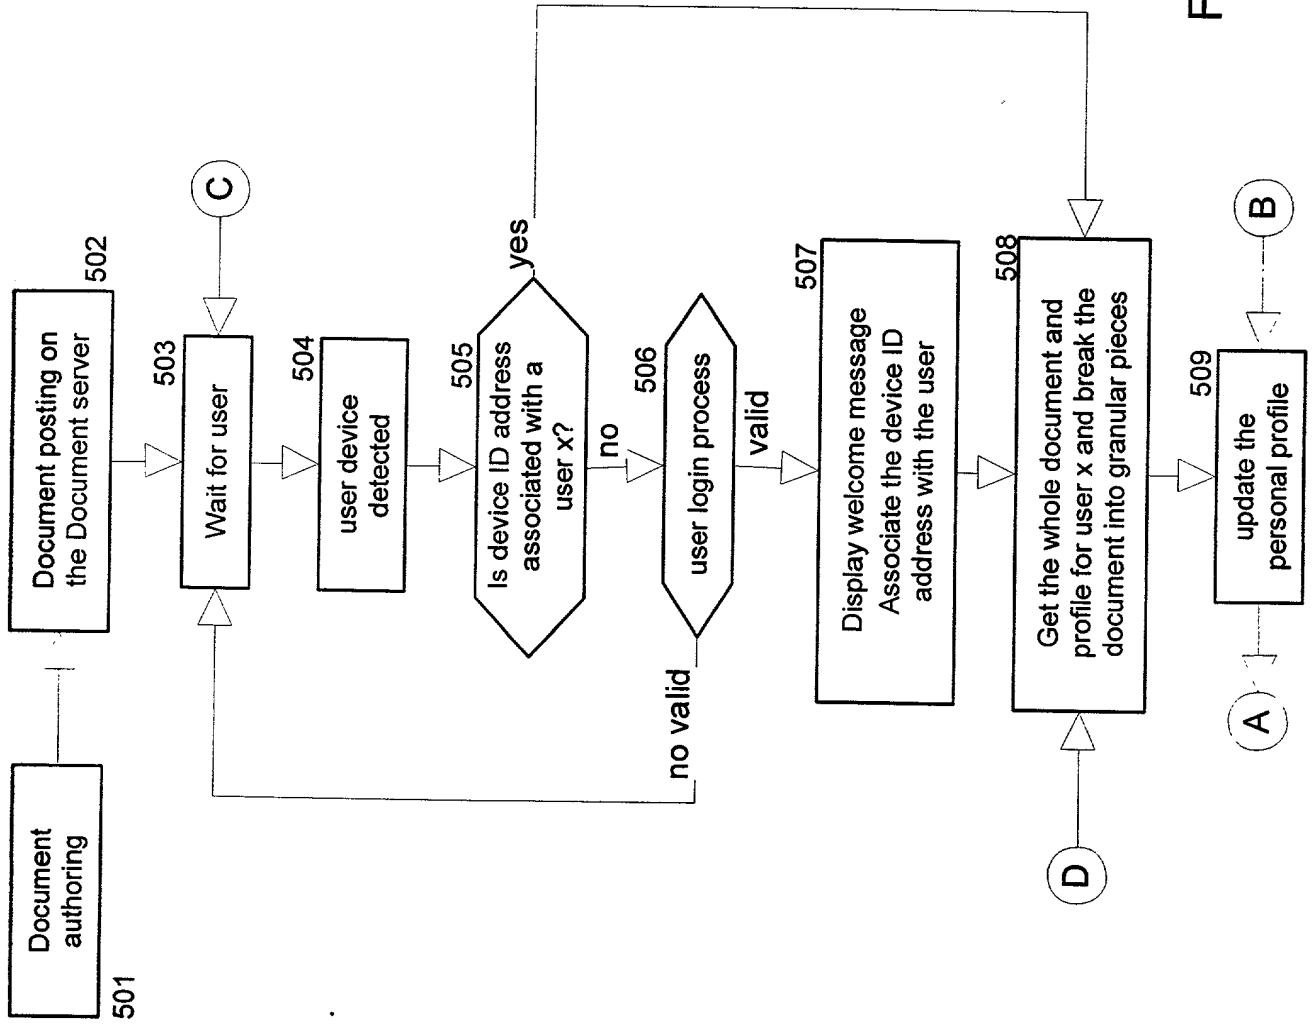 Document
authoring
501
Document posting on
the Document server
502
C
Wait for user
503
user device
detected
504
Is device ID address
associated with a
user x?
505
yes
no
user login process
506
no valid
valid
Display welcome message
Associate the device ID
address with the user
507
Get the whole document and
profile for user x and break the
document into granular pieces
508
D
update the
personal profile
509
A
B
F